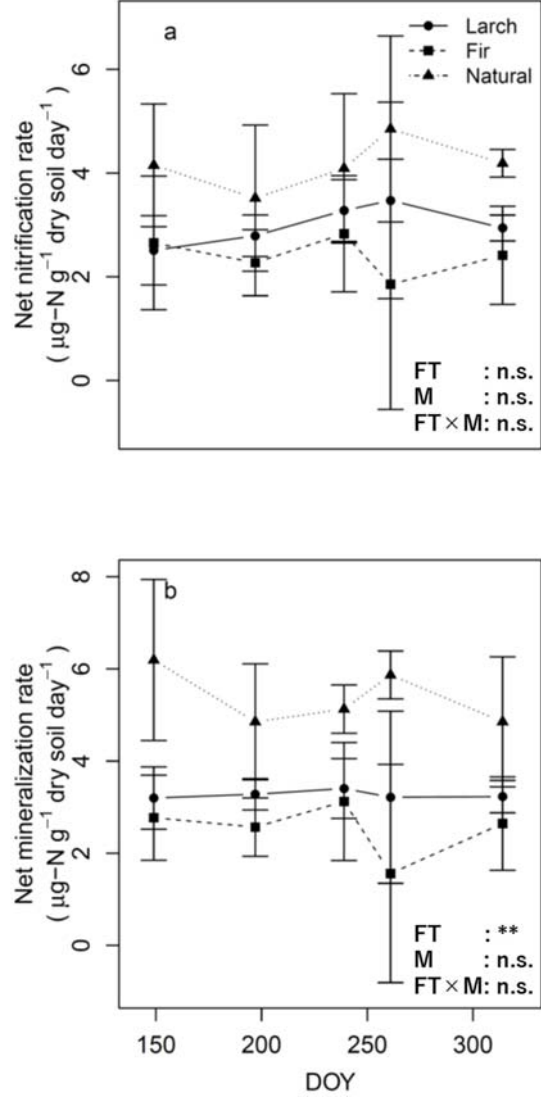 a
Larch
Fir
Natural
Net nitrification rate
( μg−N g⁻¹ dry soil day⁻¹ )
6
4
2
0
FT : n.s.
M : n.s.
FT×M: n.s.
b
Net mineralization rate
( μg−N g⁻¹ dry soil day⁻¹ )
8
6
4
2
0
FT : **
M : n.s.
FT×M: n.s.
150 200 250 300
DOY